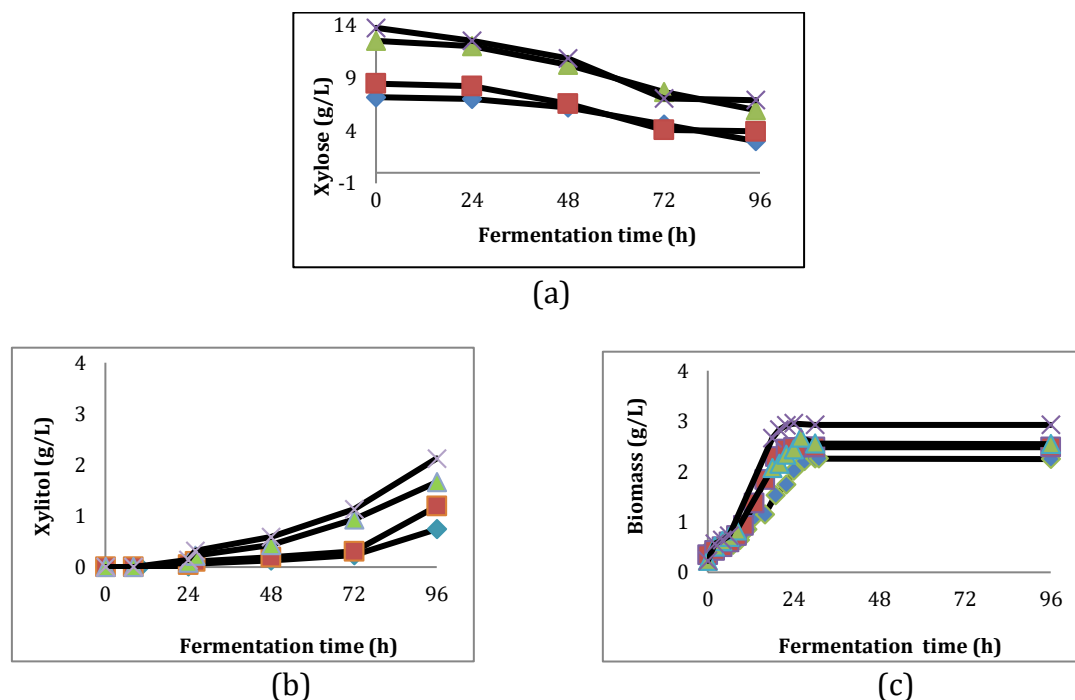 14
9
4
-1
Xylose (g/L)
0 24 48 72 96
Fermentation time (h)
(a)
4
3
2
1
0
Xylitol (g/L)
0 24 48 72 96
Fermentation time (h)
(b)
4
3
2
1
0
Biomass (g/L)
0 24 48 72 96
Fermentation time (h)
(c)